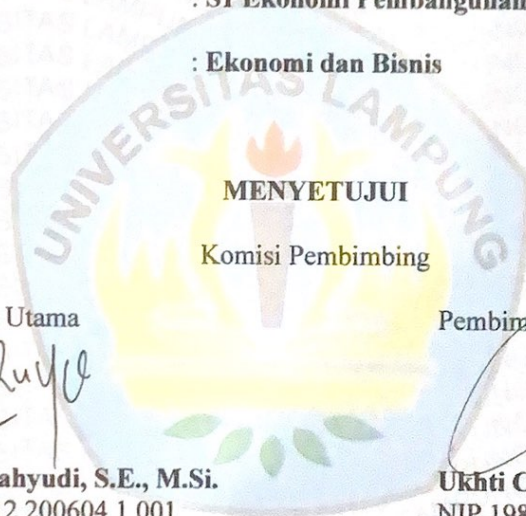 : S1 Ekonomi Pembangunan
: Ekonomi dan Bisnis
UNIVERSITAS LAMPUNG
MENYETUJUI
Komisi Pembimbing
Utama
ahyudi, S.E., M.Si.
2 200604 1 001
Ukhti
NIP 198